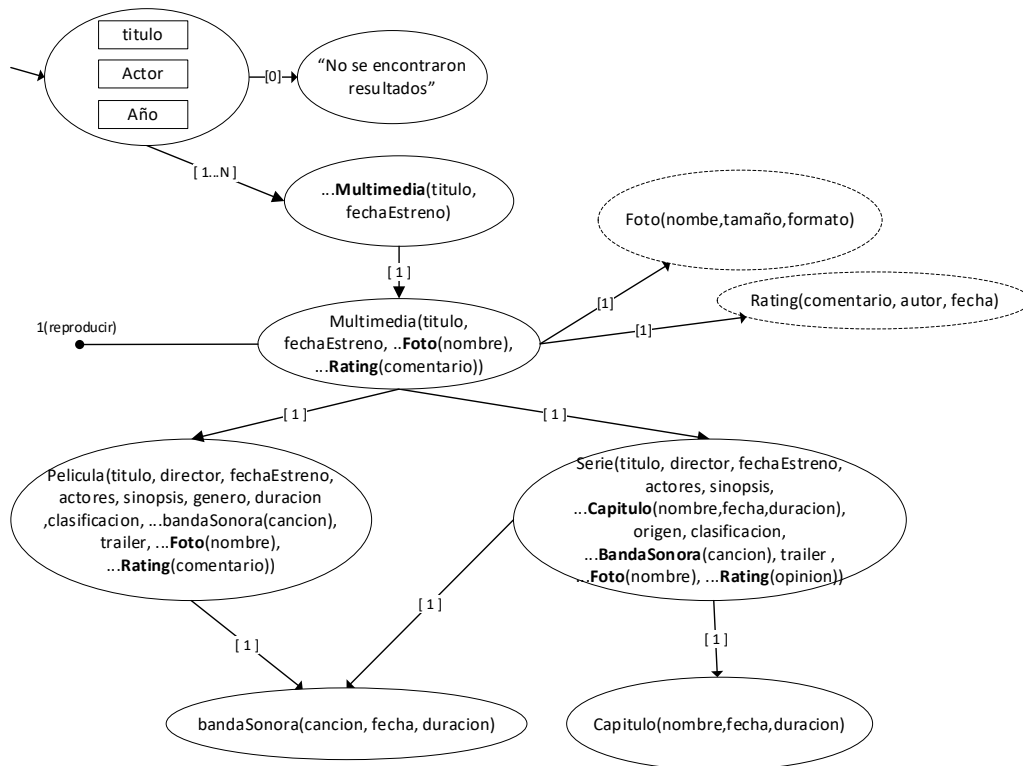 titulo
Actor
Año
[0]
“No se encontraron
resultados”
[ 1...N ]
...Multimedia(titulo,
fechaEstreno)
Foto(nombe,tamaño,formato)
[ 1 ]
[1]
Rating(comentario, autor, fecha)
[1]
1(reproducir)
Multimedia(titulo,
fechaEstreno, ..Foto(nombre),
...Rating(comentario))
[ 1 ]
[ 1 ]
Pelicula(titulo, director, fechaEstreno,
actores, sinopsis, genero, duracion
,clasificacion, ...bandaSonora(cancion),
trailer, ...Foto(nombre),
...Rating(comentario))
Serie(titulo, director, fechaEstreno,
actores, sinopsis,
...Capitulo(nombre,fecha,duracion),
origen, clasificacion,
...BandaSonora(cancion), trailer ,
...Foto(nombre), ...Rating(opinion))
[ 1 ]
[ 1 ]
[ 1 ]
bandaSonora(cancion, fecha, duracion)
Capitulo(nombre,fecha,duracion)